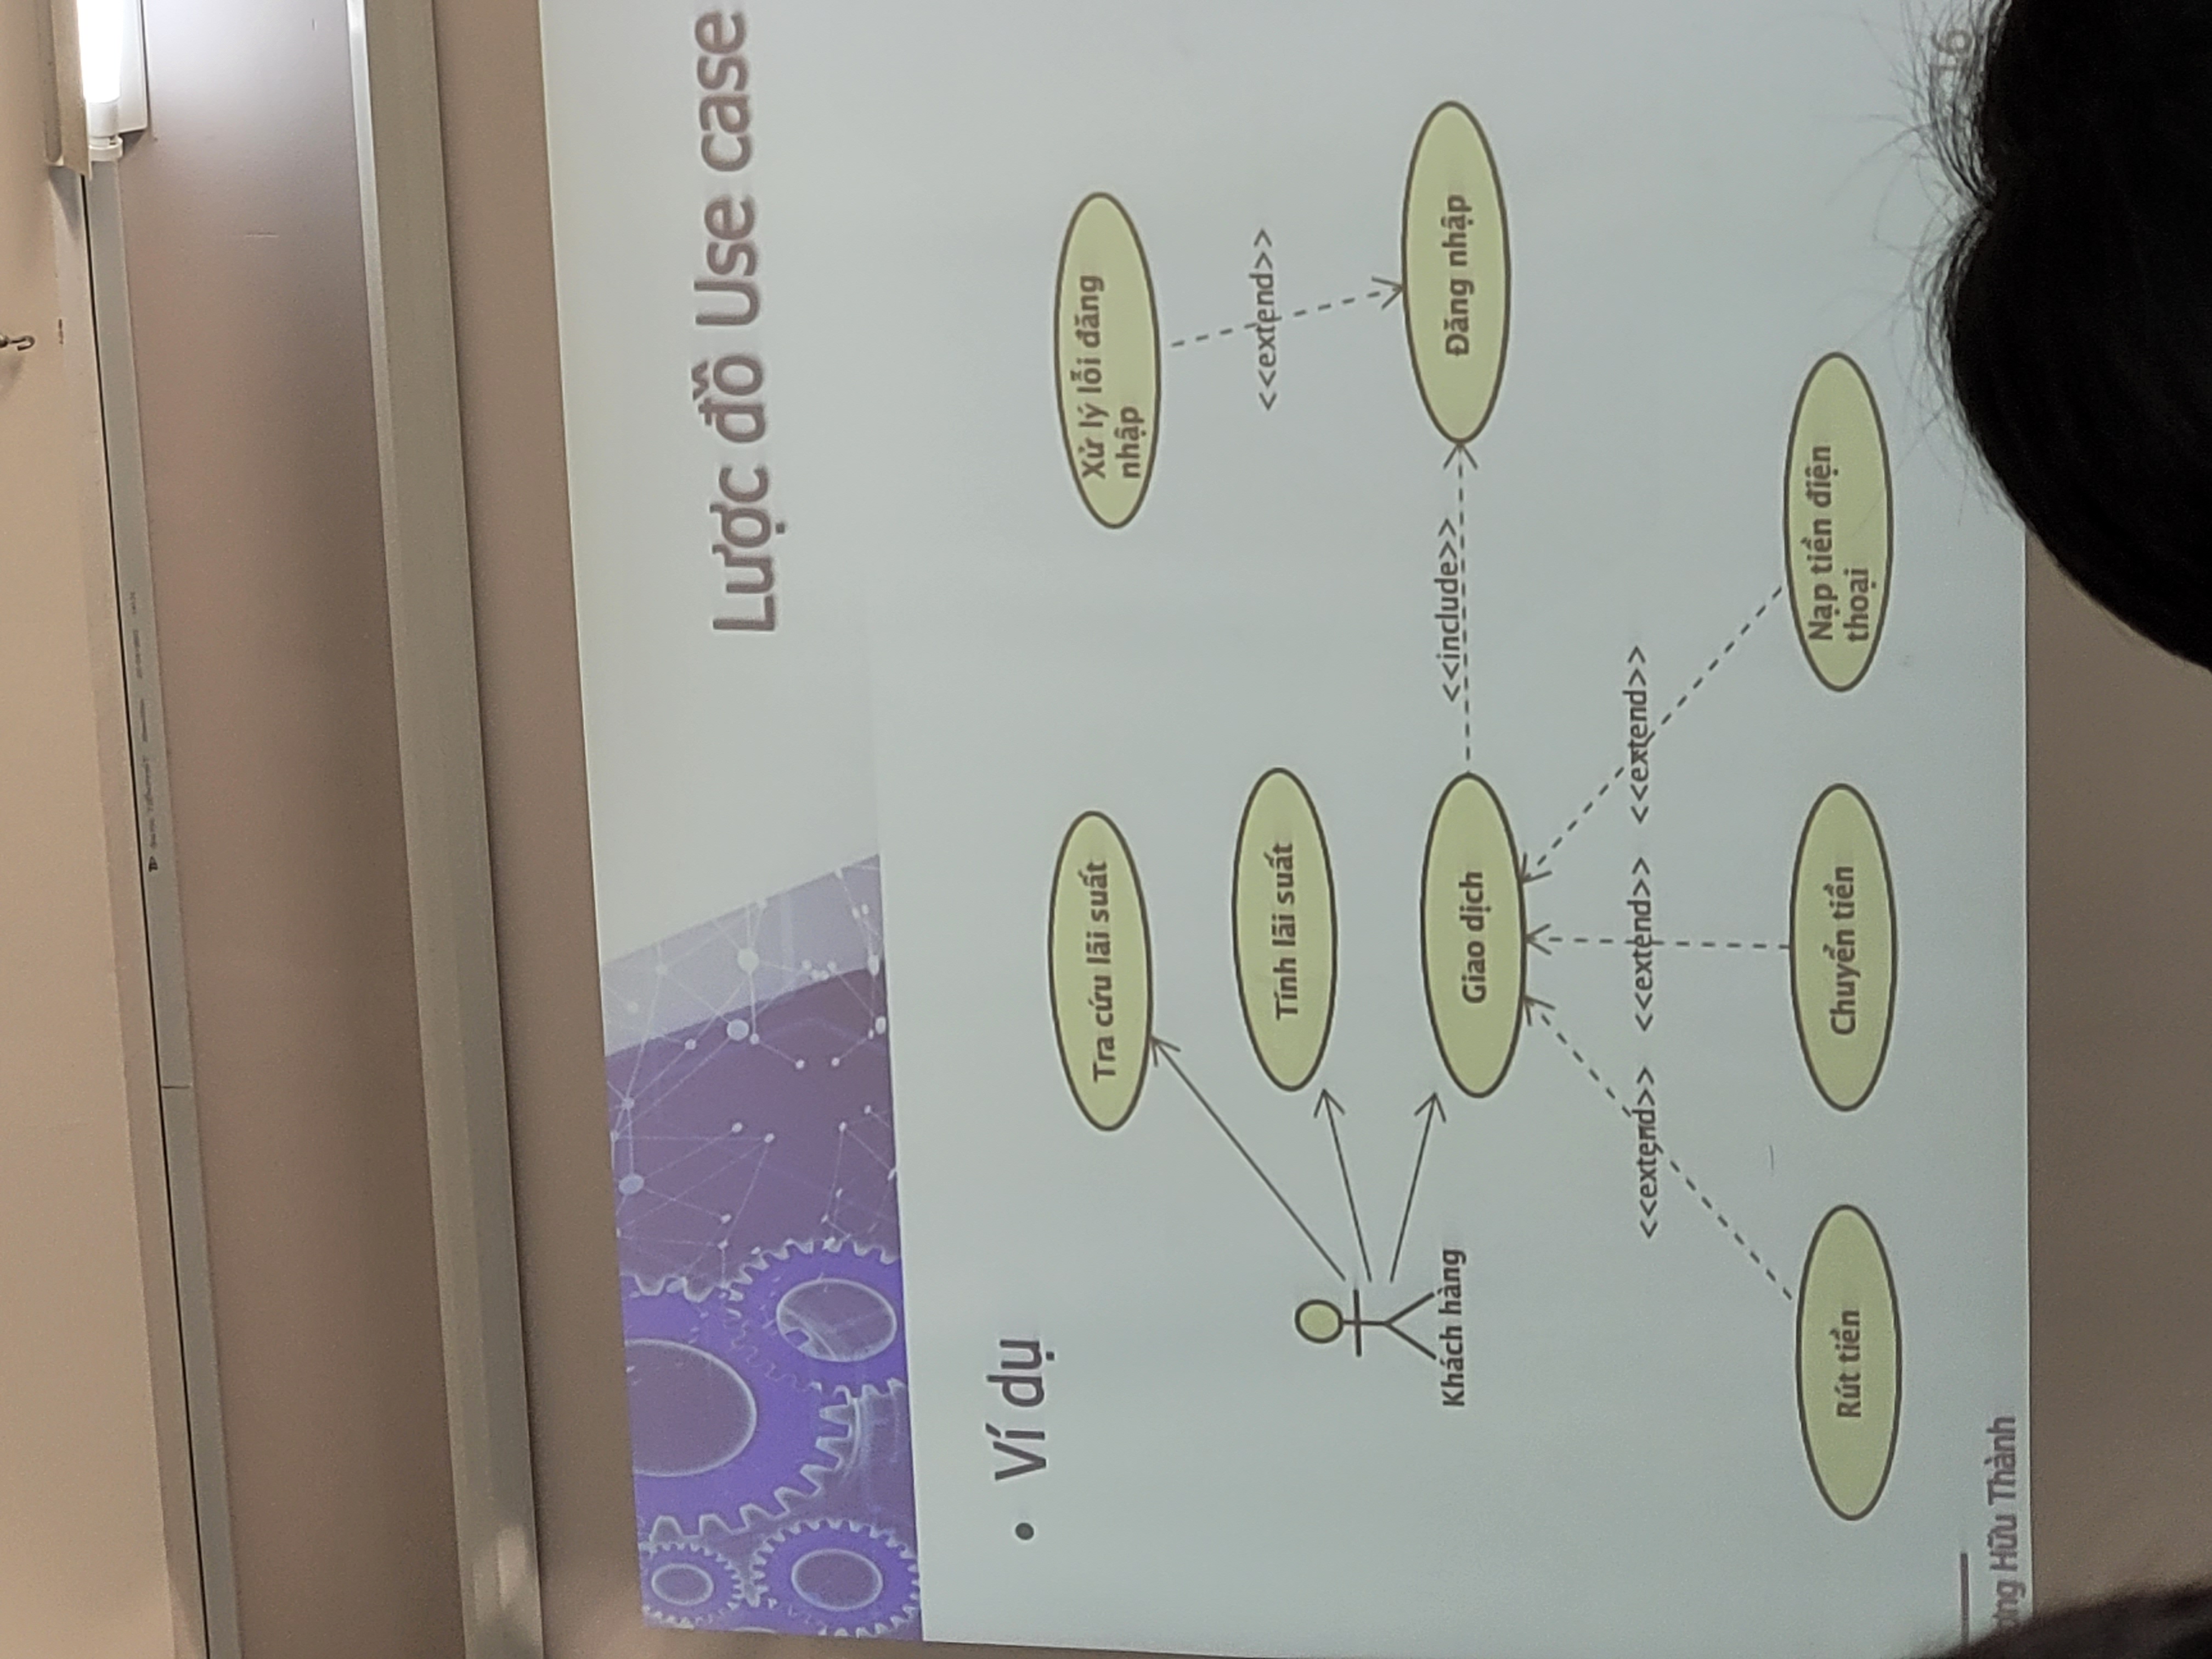 Lược đồ Use case
• Ví dụ
Tra cứu lãi suất
Xử lý lỗi đăng
nhập
<<extend>>
Tính lãi suất
Khách hàng
Giao dịch
<<include>>
Đăng nhập
<<extend>>
<<extend>>
<<extend>>
Rút tiền
Chuyển tiền
Nạp tiền điện
thoại
Hữu Thành
16